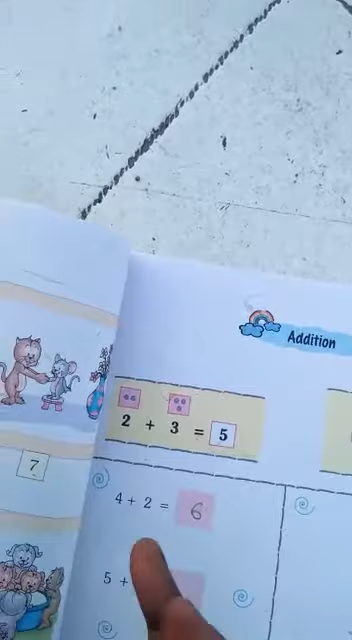 Addition
2 + 3 = 5
7
4 + 2 = 6
5 +